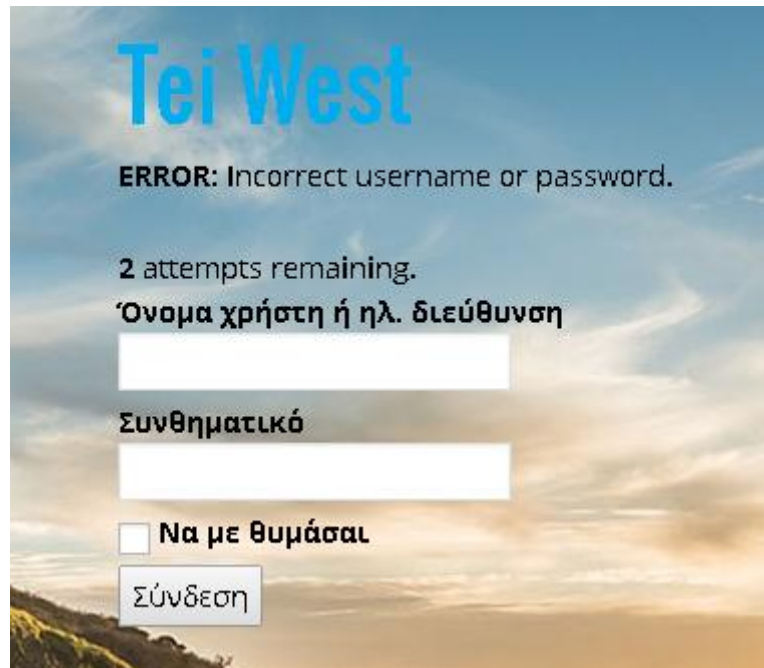 Tei West
ERROR: Incorrect username or password.
2 attempts remaining.
Όνομα χρήστη ή ηλ. διεύθυνση
Συνθηματικό
Να με θυμάσαι
Σύνδεση